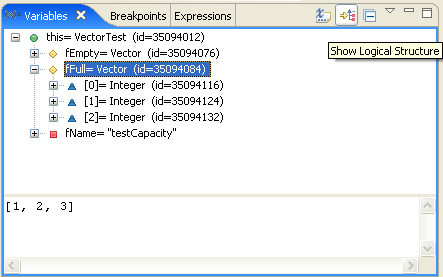 Variables Breakpoints Expressions
Show Logical Structure
this= VectorTest (id=35094012)
fEmpty= Vector (id=35094076)
fFull= Vector (id=35094084)
[0]= Integer (id=35094116)
[1]= Integer (id=35094124)
[2]= Integer (id=35094132)
fName= "testCapacity"
[1, 2, 3]